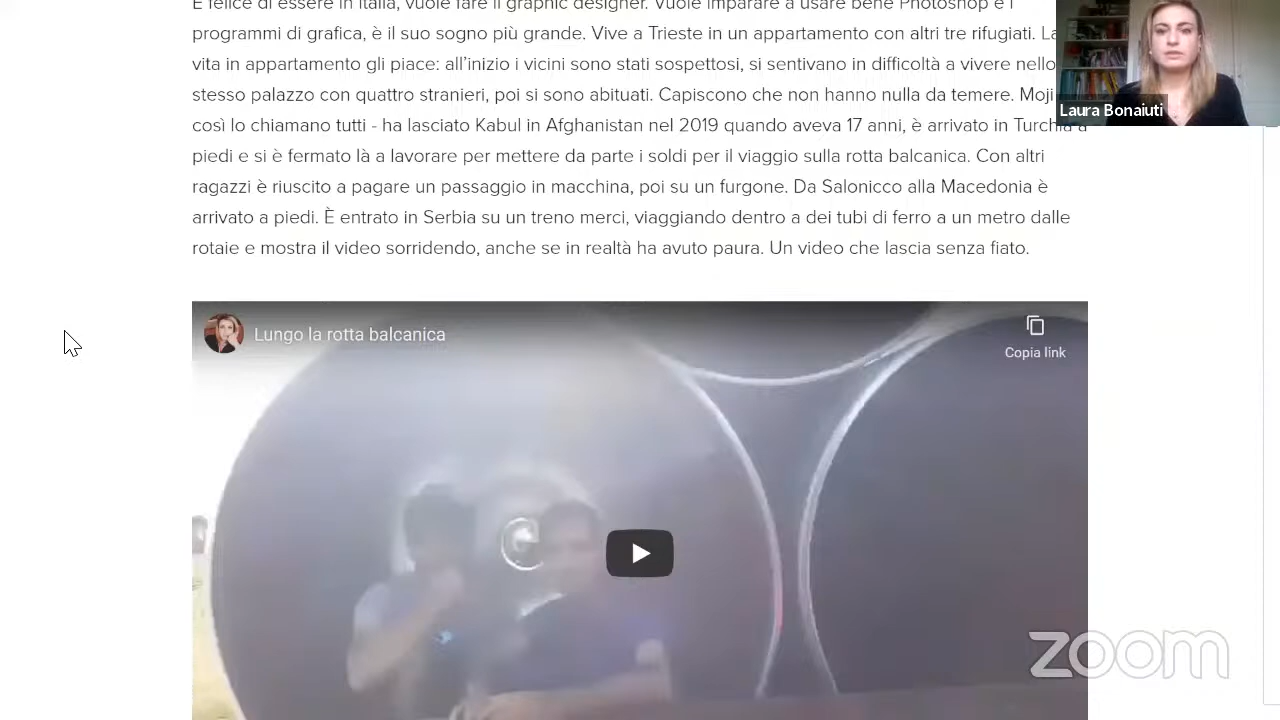 È felice di essere in Italia, vuole fare il graphic designer. Vuole imparare a usare bene Photoshop e i
programmi di grafica, è il suo sogno più grande. Vive a Trieste in un appartamento con altri tre rifugiati. La
vita in appartamento gli piace: all'inizio i vicini sono stati sospettosi, si sentivano in difficoltà a vivere nello
stesso palazzo con quattro stranieri, poi si sono abituati. Capiscono che non hanno nulla da temere. Moji
così lo chiamano tutti - ha lasciato Kabul in Afghanistan nel 2019 quando aveva 17 anni, è arrivato in Turchia a
piedi e si è fermato là a lavorare per mettere da parte i soldi per il viaggio sulla rotta balcanica. Con altri
ragazzi è riuscito a pagare un passaggio in macchina, poi su un furgone. Da Salonicco alla Macedonia è
arrivato a piedi. È entrato in Serbia su un treno merci, viaggiando dentro a dei tubi di ferro a un metro dalle
rotaie e mostra il video sorridendo, anche se in realtà ha avuto paura. Un video che lascia senza fiato.
Laura Bonaiuti
Lungo la rotta balcanica
Copia link
zoom